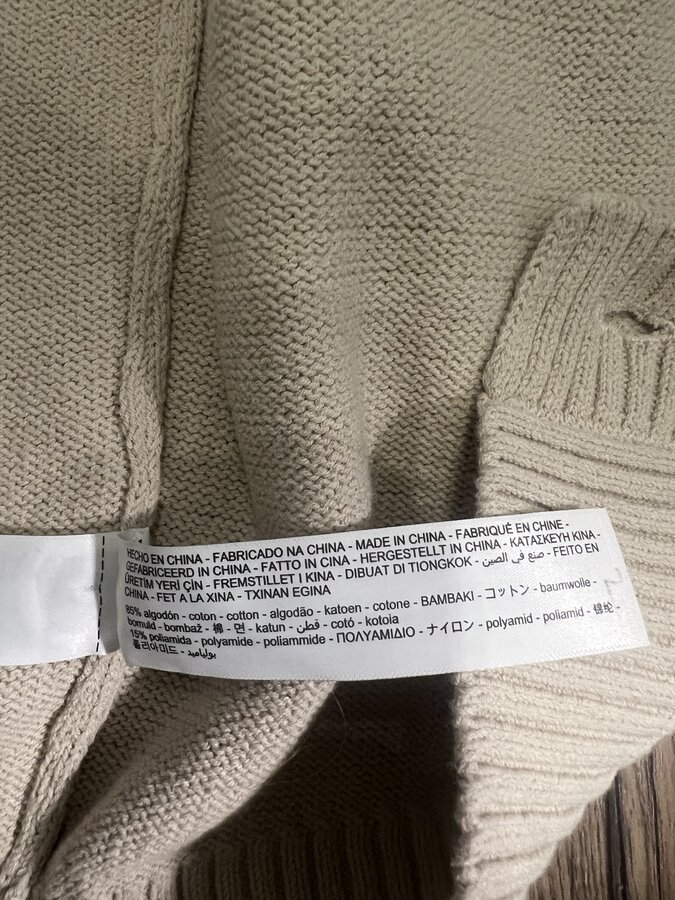 HECHO EN CHINA - FABRICADO NA CHINA - MADE IN CHINA - FABRIQUÉ EN CHINE -
GEFABRICEERD IN CHINA - FATTO IN CINA - HERGESTELLT IN CHINA - ΚΑΤΑΣΚΕΥΗ ΚΙΝΑ -
ÜRETİM YERİ ÇİN - FREMSTILLET I KINA - DIBUAT DI TIONGKOK - صنع في الصين - FEITO EN
CHINA - FET A LA XINA - TXINAN EGINA
85% algodón - coton - cotton - algodão - katoen - cotone - ΒΑΜΒΑΚΙ - コットン - baumwolle -
bomuld - bombaž - 棉 - 면 - katun - قطن - cotó - kotoia
15% poliamida - polyamide - poliammide - ΠΟΛΥΑΜΙΔΙΟ - ナイロン - polyamid - poliamid - 锦纶 -
폴리아미드 - بولياميد